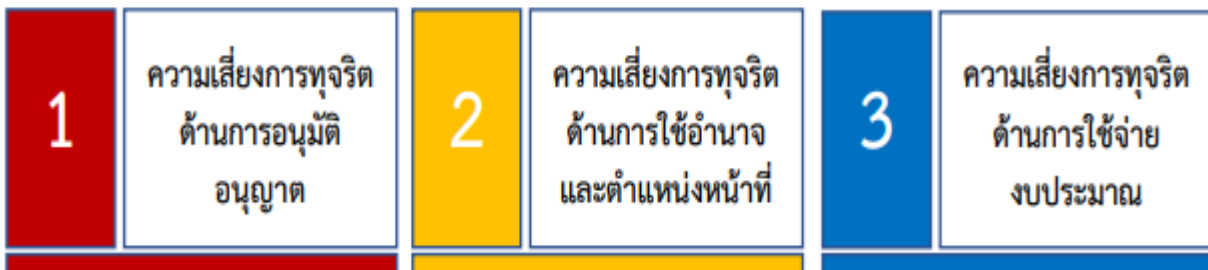 1
ความเสี่ยงการทุจริต
ด้านการอนุมัติ
อนุญาต
2
ความเสี่ยงการทุจริต
ด้านการใช้อำนาจ
และตำแหน่งหน้าที่
3
ความเสี่ยงการทุจริต
ด้านการใช้จ่าย
งบประมาณ